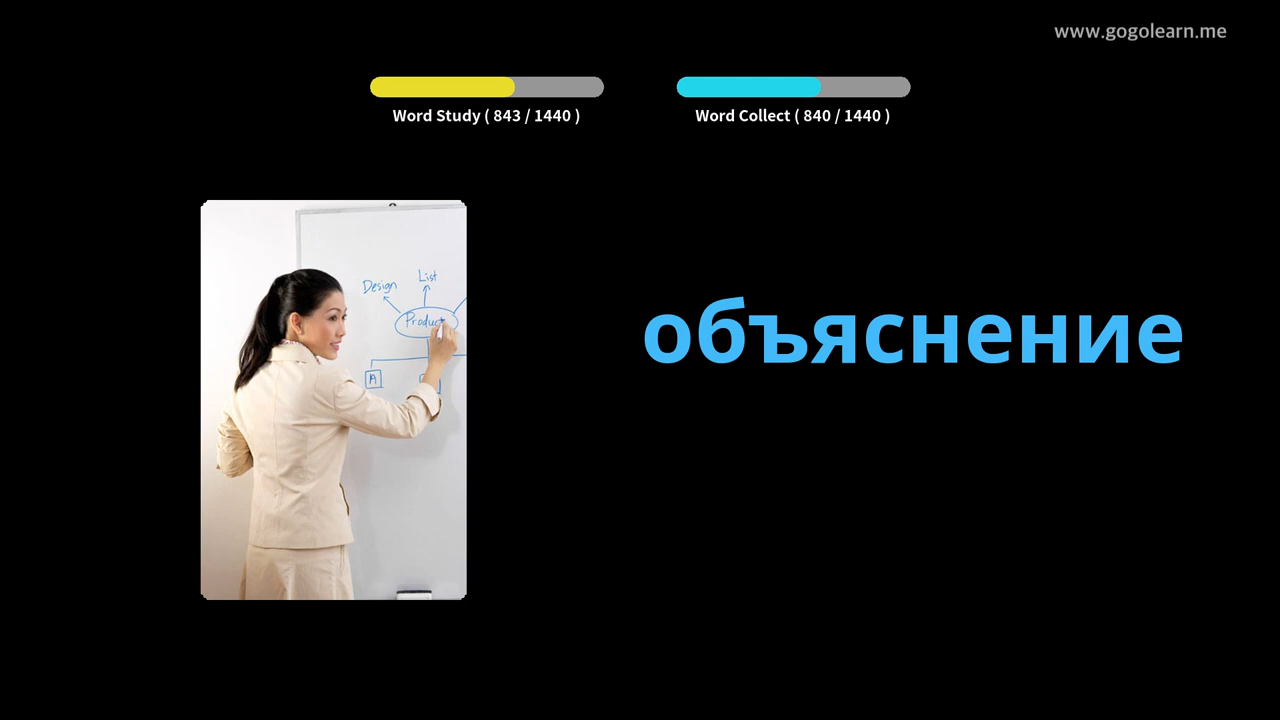 www.gogolearn.me
Word Study ( 843 / 1440 )
Word Collect ( 840 / 1440 )
Design
List
Product
A
объяснение